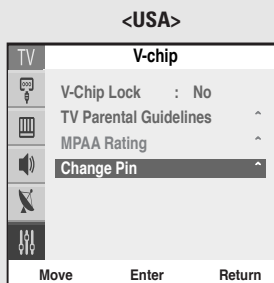 <USA>
TV V-chip
V-Chip Lock : No
TV Parental Guidelines ˆ
MPAA Rating ˆ
Change Pin ˆ
Move Enter Return